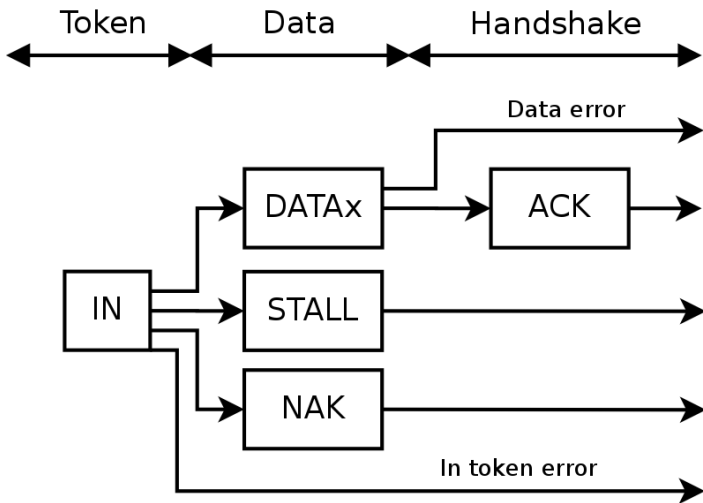 Token
Data
Handshake
Data error
DATAx
ACK
IN
STALL
NAK
In token error